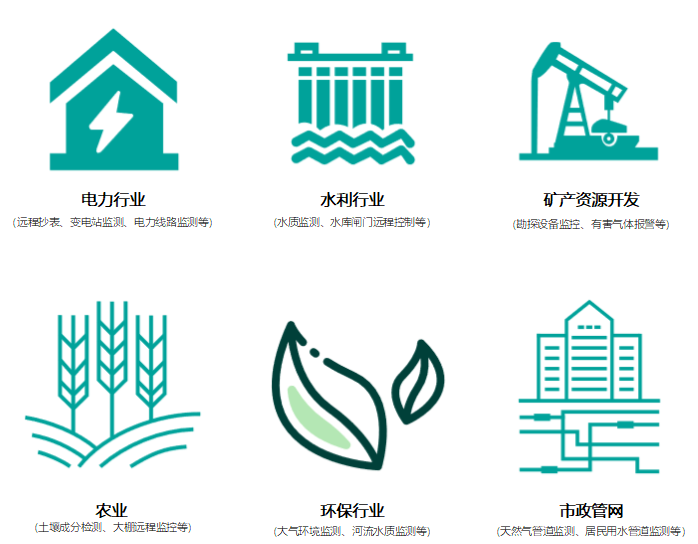 电力行业
水利行业
矿产资源开发
(远程抄表、变电站监测、电力线路监测等)
(水质监测、水库闸门远程控制等)
(勘探设备监控、有害气体报警等)
农业
环保行业
市政管网
(土壤成分检测、大棚远程监控等)
(大气环境监测、河流水质监测等)
(天然气管道监测、居民用水管道监测等)